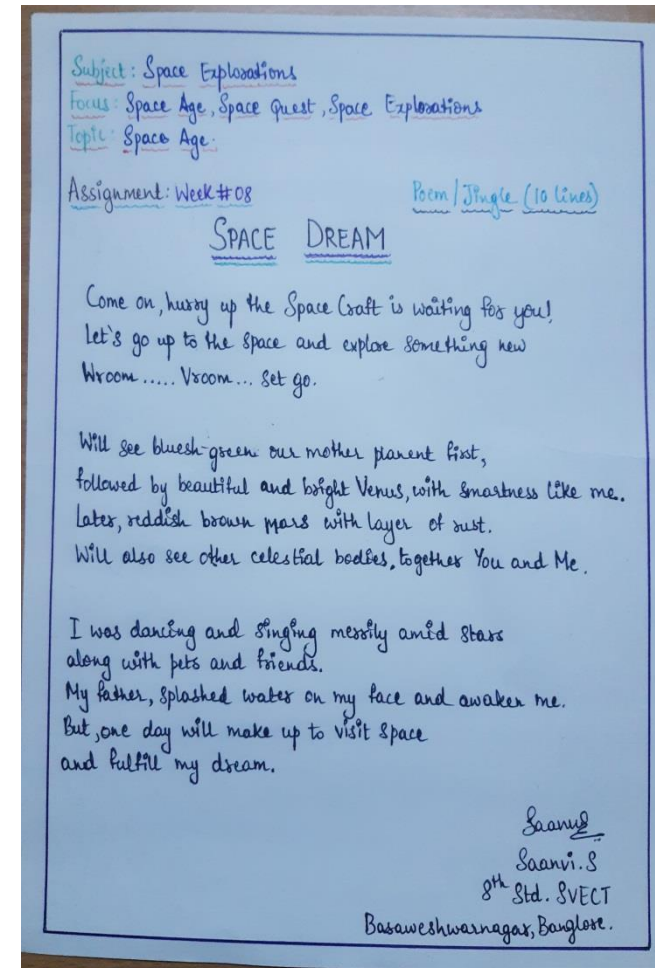 Subject: Space Explorations
Focus: Space Age, Space Quest, Space Explorations
Topic: Space Age.
Assignment: Week #08 Poem/Jingle (10 lines)
SPACE DREAM
Come on, hurry up the Space Craft is waiting for you!
Let's go up to the space and explore something new
Wroom ..... Vroom ... Set go.
Will see bluesh-green our mother planent first,
followed by beautiful and bright Venus, with smartness like me.
Later, reddish brown mars with layer of rust.
Will also see other celestial bodies, together You and Me.
I was dancing and singing merrily amid stars
along with pets and friends.
My father, splashed water on my face and awaken me.
But, one day will make up to visit space
and fulfill my dream.
Saanvi.S
8th Std. SVECT
Basaweshwarnagar, Banglore.